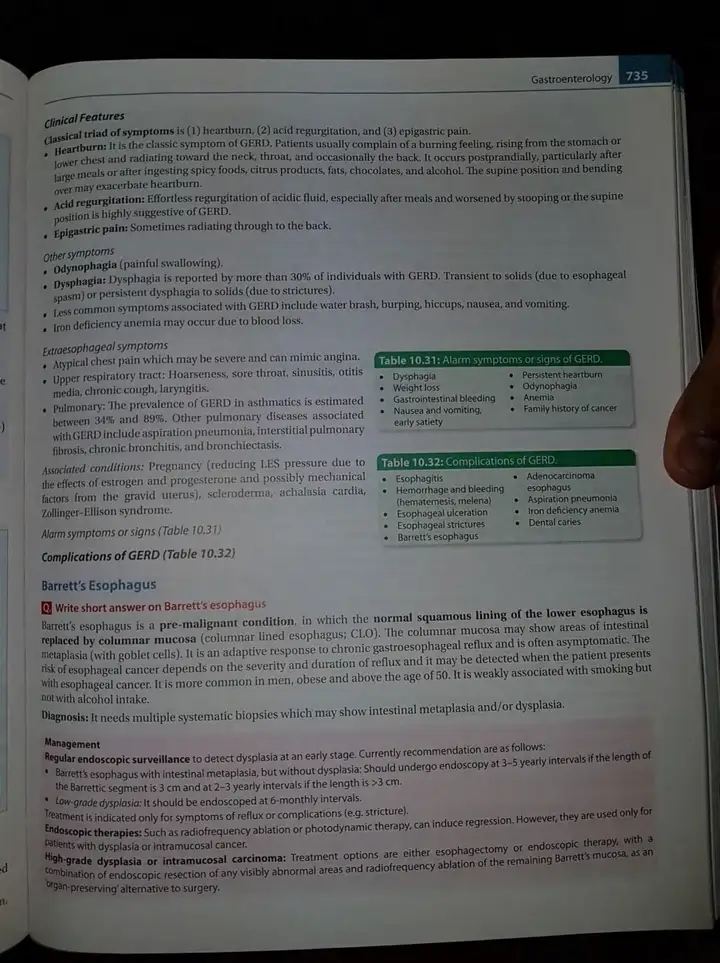 Gastroenterology 735
Clinical Features
Classical triad of symptoms is (1) heartburn, (2) acid regurgitation, and (3) epigastric pain.
• Heartburn: It is the classic symptom of GERD. Patients usually complain of a burning feeling, rising from the stomach or
lower chest and radiating toward the neck, throat, and occasionally the back. It occurs postprandially, particularly after
large meals or after ingesting spicy foods, citrus products, fats, chocolates, and alcohol. The supine position and bending
over may exacerbate heartburn.
• Acid regurgitation: Effortless regurgitation of acidic fluid, especially after meals and worsened by stooping or the supine
position is highly suggestive of GERD.
• Epigastric pain: Sometimes radiating through to the back.
Other symptoms
• Odynophagia (painful swallowing).
• Dysphagia: Dysphagia is reported by more than 30% of individuals with GERD. Transient to solids (due to esophageal
spasm) or persistent dysphagia to solids (due to strictures).
• Less common symptoms associated with GERD include water brash, burping, hiccups, nausea, and vomiting.
• Iron deficiency anemia may occur due to blood loss.
Extraesophageal symptoms
• Atypical chest pain which may be severe and can mimic angina.
• Upper respiratory tract: Hoarseness, sore throat, sinusitis, otitis
media, chronic cough, laryngitis.
• Pulmonary: The prevalence of GERD in asthmatics is estimated
between 34% and 89%. Other pulmonary diseases associated
with GERD include aspiration pneumonia, interstitial pulmonary
fibrosis, chronic bronchitis, and bronchiectasis.
Associated conditions: Pregnancy (reducing LES pressure due to
the effects of estrogen and progesterone and possibly mechanical
factors from the gravid uterus), scleroderma, achalasia cardia,
Zollinger-Ellison syndrome.
Alarm symptoms or signs (Table 10.31)
Complications of GERD (Table 10.32)
Table 10.31: Alarm symptoms or signs of GERD.
• Dysphagia
• Weight loss
• Gastrointestinal bleeding
• Nausea and vomiting,
early satiety
• Persistent heartburn
• Odynophagia
• Anemia
• Family history of cancer
Table 10.32: Complications of GERD.
• Esophagitis
• Hemorrhage and bleeding
(hematemesis, melena)
• Esophageal ulceration
• Esophageal strictures
• Barrett's esophagus
• Adenocarcinoma
esophagus
• Aspiration pneumonia
• Iron deficiency anemia
• Dental caries
Barrett's Esophagus
Q. Write short answer on Barrett's esophagus
Barrett's esophagus is a pre-malignant condition, in which the normal squamous lining of the lower esophagus is
replaced by columnar mucosa (columnar lined esophagus; CLO). The columnar mucosa may show areas of intestinal
metaplasia (with goblet cells). It is an adaptive response to chronic gastroesophageal reflux and is often asymptomatic. The
risk of esophageal cancer depends on the severity and duration of reflux and it may be detected when the patient presents
with esophageal cancer. It is more common in men, obese and above the age of 50. It is weakly associated with smoking but
not with alcohol intake.
Diagnosis: It needs multiple systematic biopsies which may show intestinal metaplasia and/or dysplasia.
Management
Regular endoscopic surveillance to detect dysplasia at an early stage. Currently recommendation are as follows:
• Barrett's esophagus with intestinal metaplasia, but without dysplasia: Should undergo endoscopy at 3–5 yearly intervals if the length of
the Barrettic segment is 3 cm and at 2–3 yearly intervals if the length is >3 cm.
• Low-grade dysplasia: It should be endoscoped at 6-monthly intervals.
Treatment is indicated only for symptoms of reflux or complications (e.g. stricture).
Endoscopic therapies: Such as radiofrequency ablation or photodynamic therapy, can induce regression. However, they are used only for
patients with dysplasia or intramucosal cancer.
High-grade dysplasia or intramucosal carcinoma: Treatment options are either esophagectomy or endoscopic therapy, with a
combination of endoscopic resection of any visibly abnormal areas and radiofrequency ablation of the remaining Barrett's mucosa, as an
'organ-preserving' alternative to surgery.